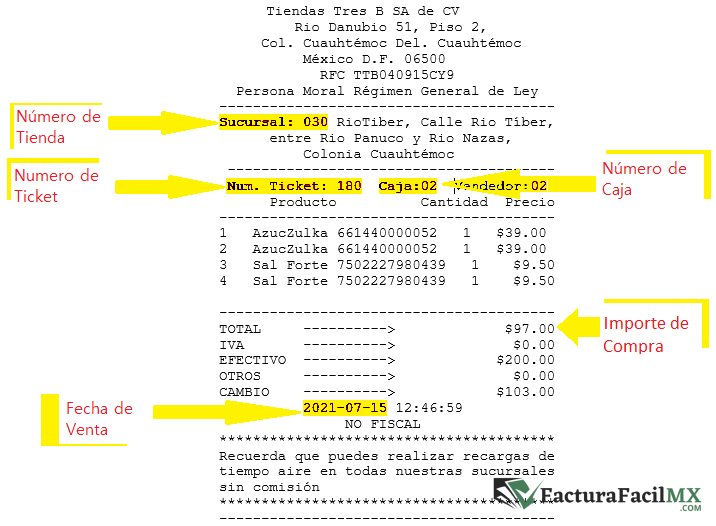 Tiendas Tres B SA de CV
Rio Danubio 51, Piso 2,
Col. Cuauhtémoc Del. Cuauhtémoc
México D.F. 06500
RFC TTB040915CY9
Persona Moral Régimen General de Ley
----------------------------------------
Número de
Tienda
Sucursal: 030 RioTiber, Calle Rio Tíber,
entre Rio Panuco y Rio Nazas,
Colonia Cuauhtémoc
----------------------------------------
Numero de
Ticket
Num. Ticket: 180 Caja:02 Vendedor:02
Número de
Caja
Producto Cantidad Precio
----------------------------------------
1 AzucZulka 661440000052 1 $39.00
2 AzucZulka 661440000052 1 $39.00
3 Sal Forte 7502227980439 1 $9.50
4 Sal Forte 7502227980439 1 $9.50
----------------------------------------
TOTAL ----------> $97.00
Importe de
Compra
IVA ----------> $0.00
EFECTIVO ----------> $200.00
OTROS ----------> $0.00
CAMBIO ----------> $103.00
Fecha de
Venta
2021-07-15 12:46:59
NO FISCAL
****************************************
Recuerda que puedes realizar recargas de
tiempo aire en todas nuestras sucursales
sin comisión
****************************************
----------------------------------------
FacturaFacilMX
.COM